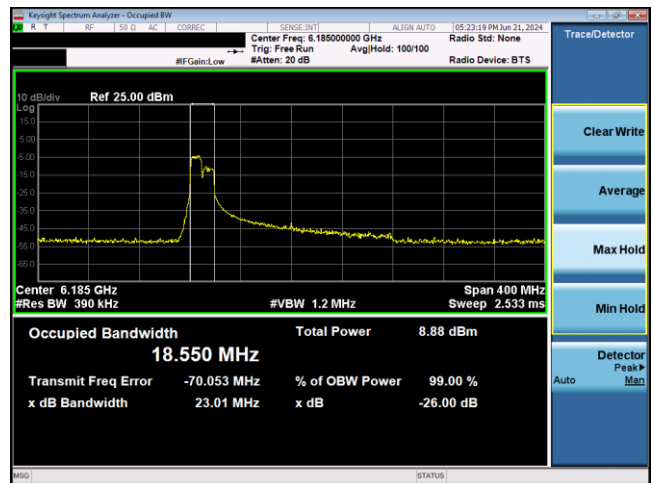 Keysight Spectrum Analyzer - Occupied BW
R T RF 50 Ω AC CORREC SENSE:INT ALIGN AUTO 05:23:19 PM Jun 21, 2024
Center Freq: 6.185000000 GHz Radio Std: None
Trig: Free Run Avg|Hold: 100/100
#IFGain:Low #Atten: 20 dB Radio Device: BTS
Trace/Detector
10 dB/div Ref 25.00 dBm
Log
15.0
5.00
-5.00
-15.0
-25.0
-35.0
-45.0
-55.0
-65.0
Center 6.185 GHz Span 400 MHz
#Res BW 390 kHz #VBW 1.2 MHz Sweep 2.533 ms
Occupied Bandwidth Total Power 8.88 dBm
18.550 MHz
Transmit Freq Error -70.053 MHz % of OBW Power 99.00 %
x dB Bandwidth 23.01 MHz x dB -26.00 dB
Clear Write
Average
Max Hold
Min Hold
Detector
Peak▶
Auto Man
MSG STATUS